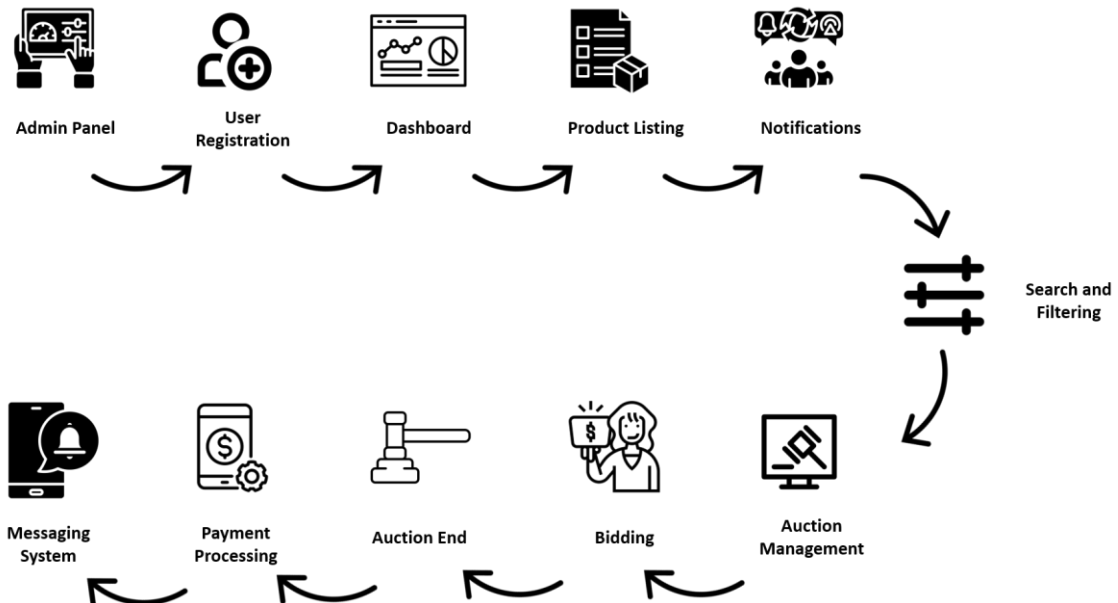 Admin Panel
User
Registration
Dashboard
Product Listing
Notifications
Search and
Filtering
Auction
Management
Bidding
Auction End
Payment
Processing
Messaging
System